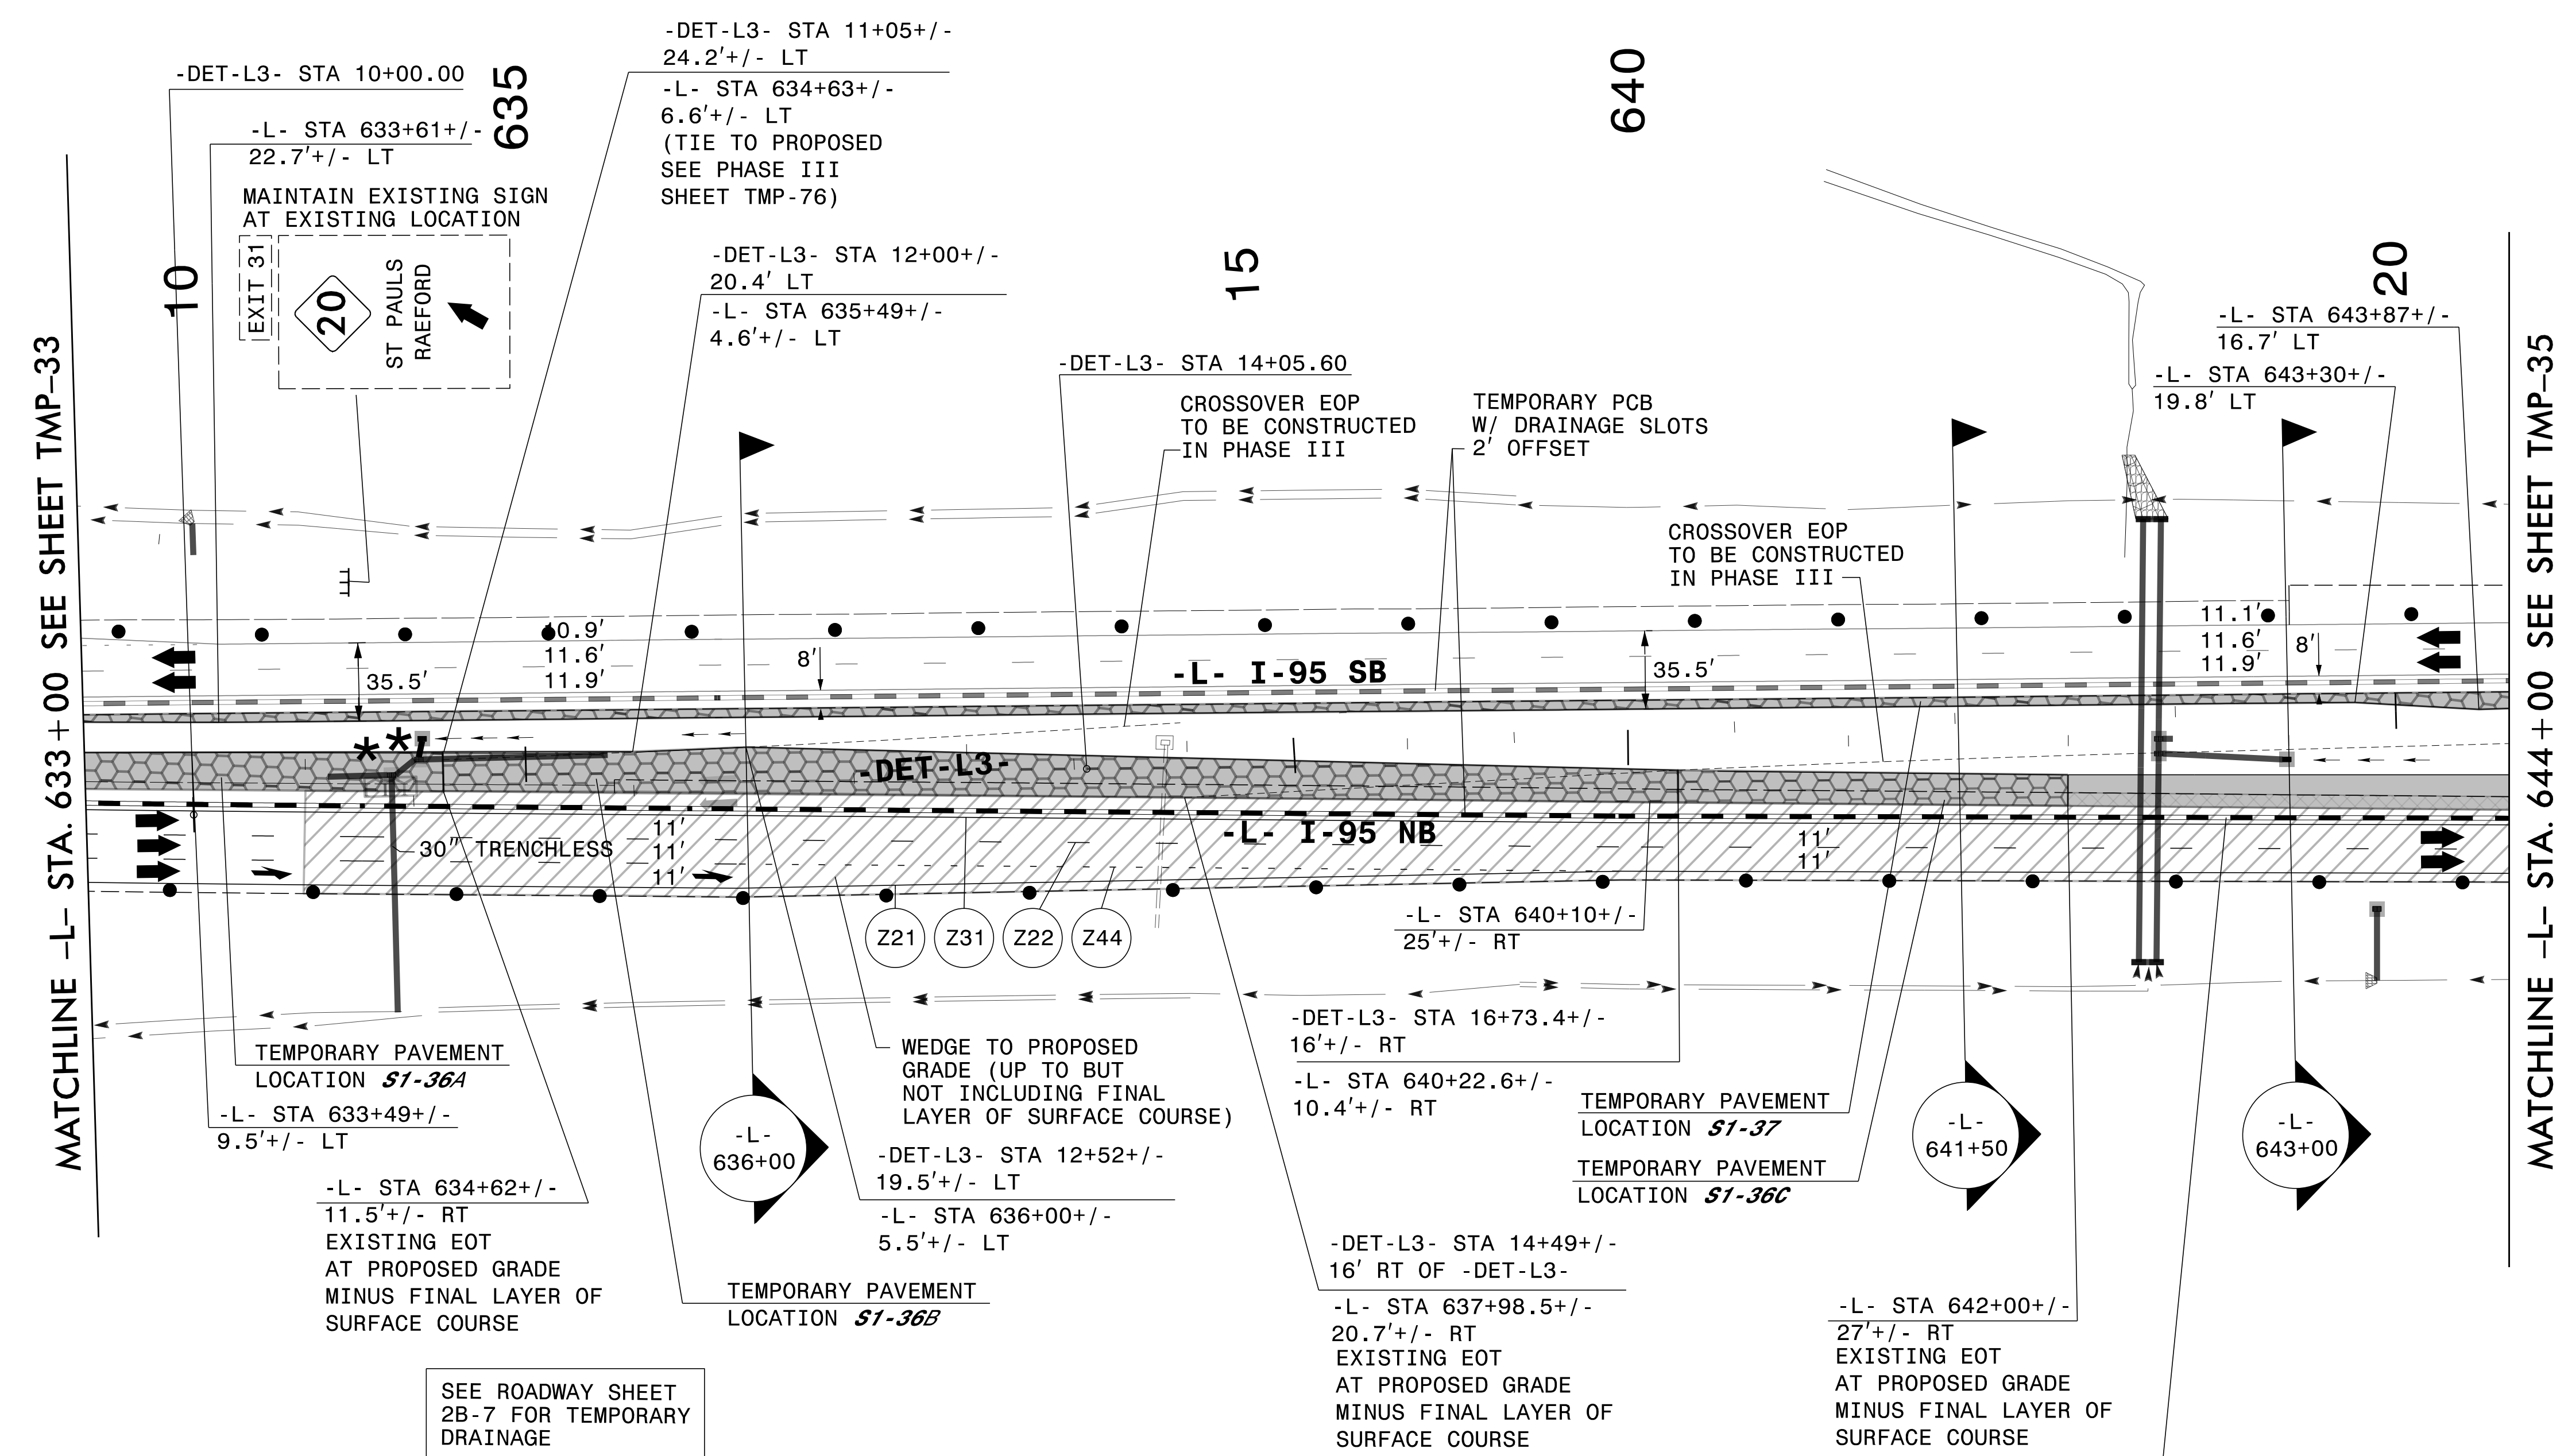 -DET-L3- STA 10+00.00
-L- STA 633+61+/-
22.7'+/- LT
635
MAINTAIN EXISTING SIGN
AT EXISTING LOCATION
10
EXIT 31
20
ST PAULS
RAEFORD
-DET-L3- STA 11+05+/-
24.2'+/- LT
-L- STA 634+63+/-
6.6'+/- LT
(TIE TO PROPOSED
SEE PHASE III
SHEET TMP-76)
-DET-L3- STA 12+00+/-
20.4' LT
-L- STA 635+49+/-
4.6'+/- LT
15
640
20
-DET-L3- STA 14+05.60
CROSSOVER EOP
TO BE CONSTRUCTED
IN PHASE III
TEMPORARY PCB
W/ DRAINAGE SLOTS
2' OFFSET
CROSSOVER EOP
TO BE CONSTRUCTED
IN PHASE III
-L- STA 643+87+/-
16.7' LT
-L- STA 643+30+/-
19.8' LT
MATCHLINE -L- STA. 633+00 SEE SHEET TMP-33
MATCHLINE -L- STA. 644+00 SEE SHEET TMP-35
10.9'
11.6'
11.9'
35.5'
8'
-L- I-95 SB
35.5'
11.1'
11.6'
11.9'
8'
**
-DET-L3-
30" TRENCHLESS
11'
11'
11'
-L- I-95 NB
11'
11'
Z21
Z31
Z22
Z44
-L- STA 640+10+/-
25'+/- RT
-DET-L3- STA 16+73.4+/-
16'+/- RT
-L- STA 640+22.6+/-
10.4'+/- RT
TEMPORARY PAVEMENT
LOCATION S1-36A
-L- STA 633+49+/-
9.5'+/- LT
-L- STA 634+62+/-
11.5'+/- RT
EXISTING EOT
AT PROPOSED GRADE
MINUS FINAL LAYER OF
SURFACE COURSE
WEDGE TO PROPOSED
GRADE (UP TO BUT
NOT INCLUDING FINAL
LAYER OF SURFACE COURSE)
-L-
636+00
-DET-L3- STA 12+52+/-
19.5'+/- LT
-L- STA 636+00+/-
5.5'+/- LT
TEMPORARY PAVEMENT
LOCATION S1-36B
TEMPORARY PAVEMENT
LOCATION S1-37
TEMPORARY PAVEMENT
LOCATION S1-36C
-L-
641+50
-L-
643+00
-DET-L3- STA 14+49+/-
16' RT OF -DET-L3-
-L- STA 637+98.5+/-
20.7'+/- RT
EXISTING EOT
AT PROPOSED GRADE
MINUS FINAL LAYER OF
SURFACE COURSE
-L- STA 642+00+/-
27'+/- RT
EXISTING EOT
AT PROPOSED GRADE
MINUS FINAL LAYER OF
SURFACE COURSE
SEE ROADWAY SHEET
2B-7 FOR TEMPORARY
DRAINAGE